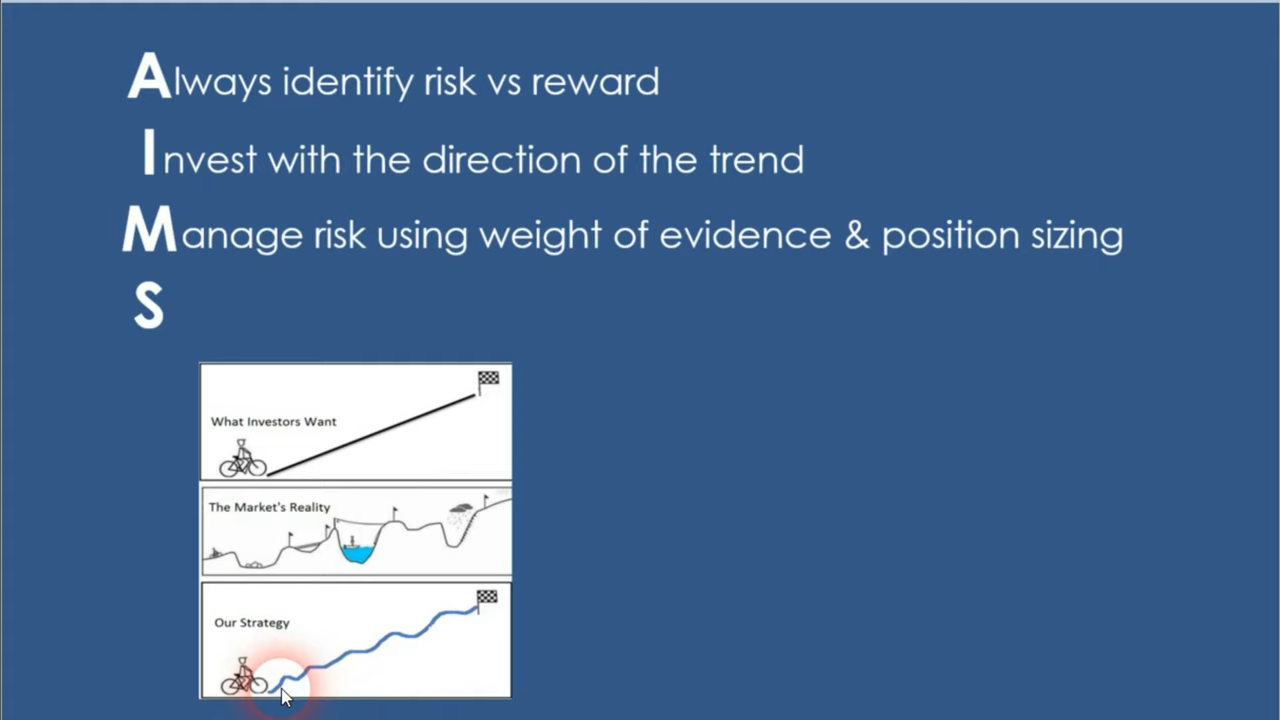 Always identify risk vs reward
Invest with the direction of the trend
Manage risk using weight of evidence & position sizing
S
What Investors Want
The Market's Reality
Our Strategy